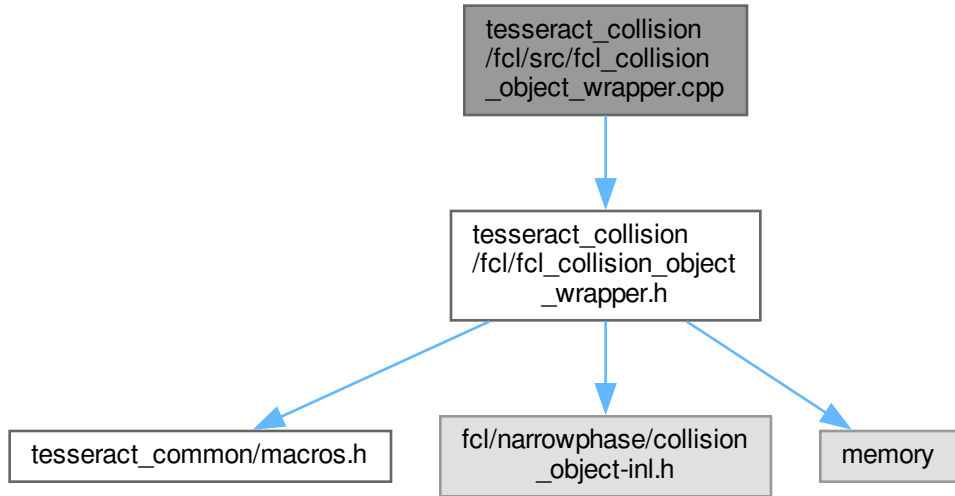 tesseract_collision
/fcl/src/fcl_collision
_object_wrapper.cpp
tesseract_collision
/fcl/fcl_collision_object
_wrapper.h
tesseract_common/macros.h
fcl/narrowphase/collision
_object-inl.h
memory